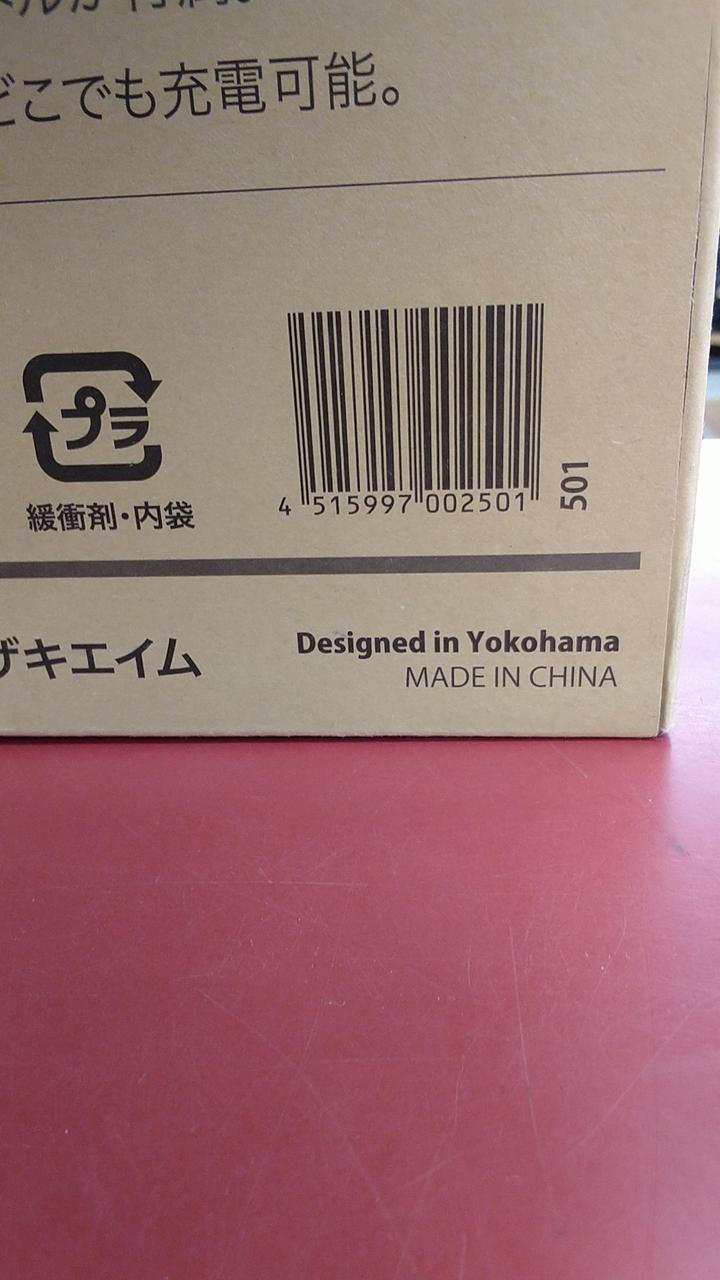 どこでも充電可能。
プラ
緩衝剤・内袋
4 515997 002501
501
ザキエイム
Designed in Yokohama
MADE IN CHINA